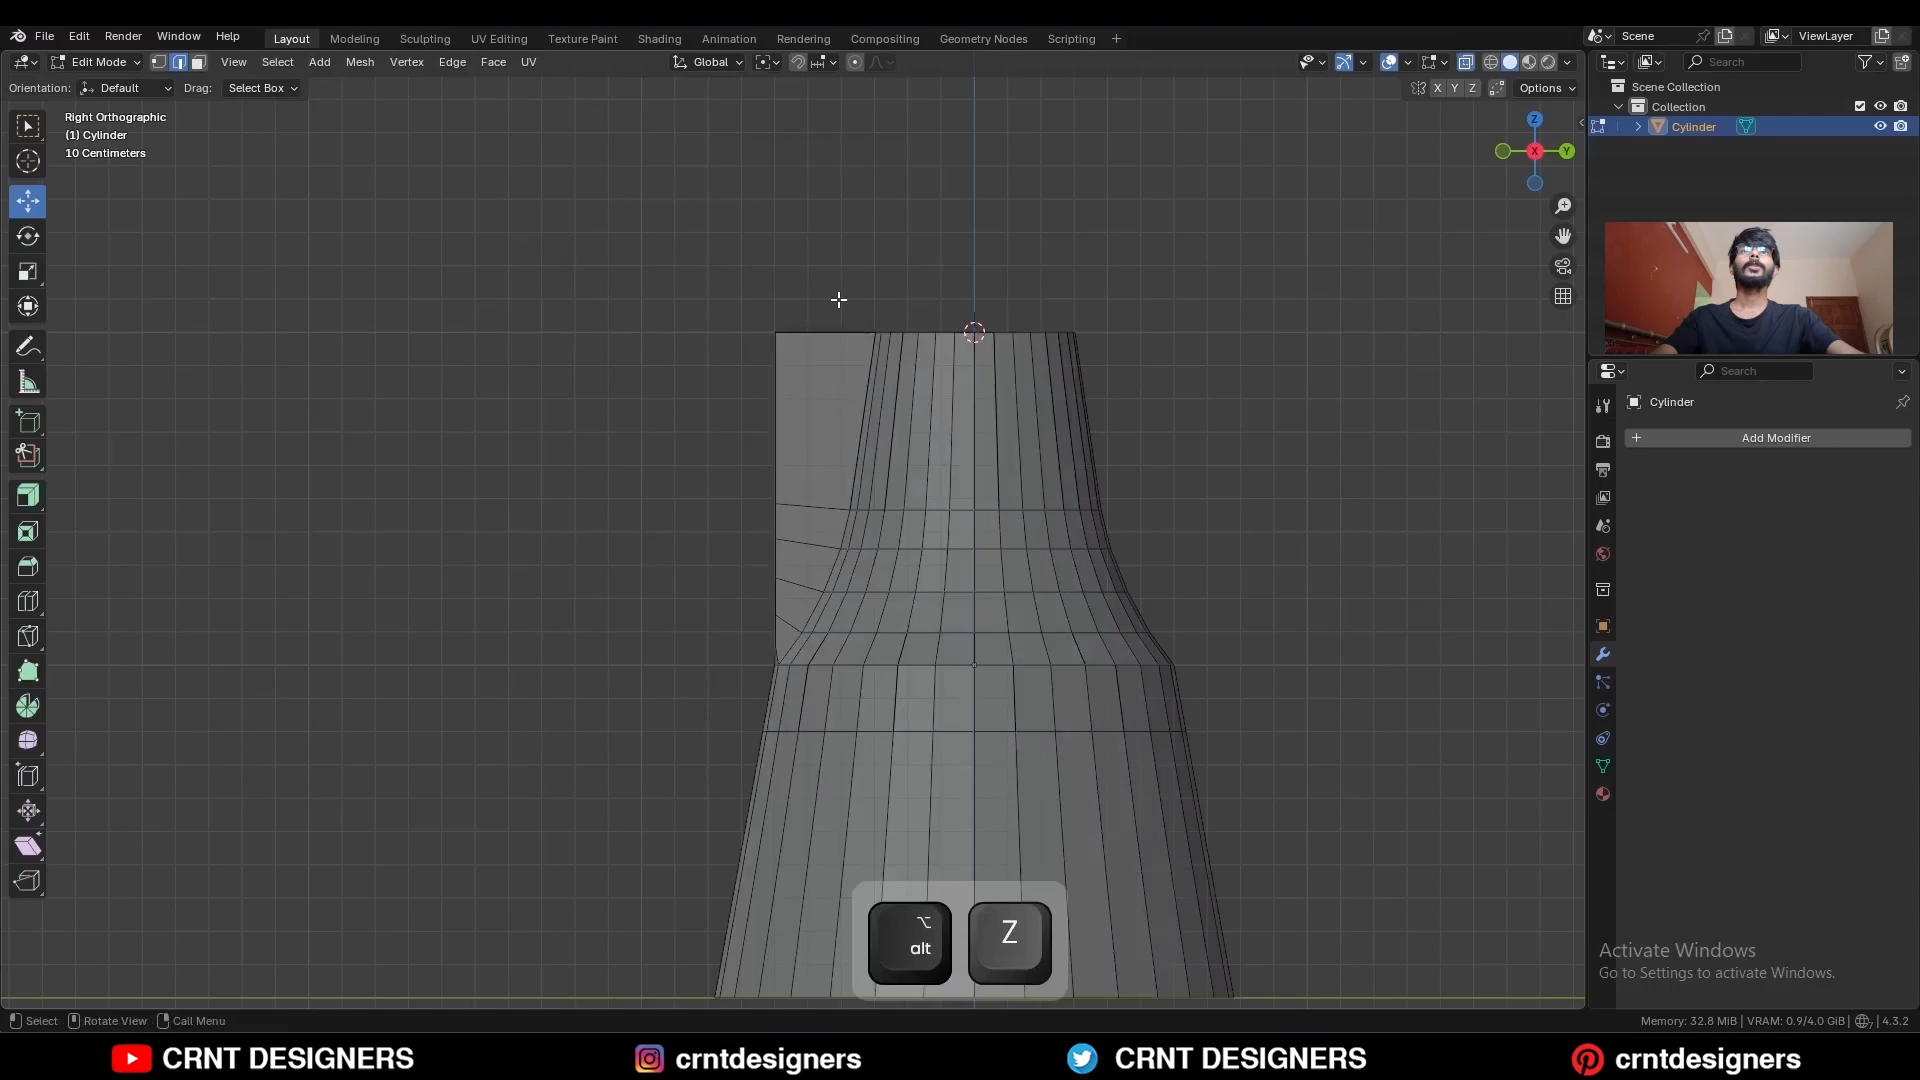 File Edit Render Window Help Layout Modeling Sculpting UV Editing Texture Paint Shading Animation Rendering Compositing Geometry Nodes Scripting + Scene ViewLayer
Edit Mode View Select Add Mesh Vertex Edge Face UV Global Search
Orientation: Default Drag: Select Box X Y Z Options
Scene Collection
Collection
Cylinder
Right Orthographic
(1) Cylinder
10 Centimeters
Z
X
Y
Search
Cylinder
+ Add Modifier
alt
Z
Activate Windows
Go to Settings to activate Windows.
Select Rotate View Call Menu Memory: 32.8 MiB | VRAM: 0.9/4.0 GiB | 7 | 4.3.2
CRNT DESIGNERS crntdesigners CRNT DESIGNERS crntdesigners